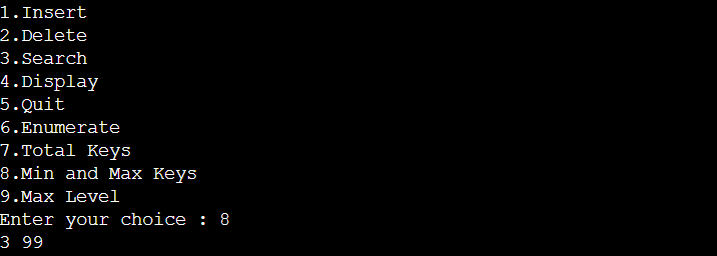 1.Insert
2.Delete
3.Search
4.Display
5.Quit
6.Enumerate
7.Total Keys
8.Min and Max Keys
9.Max Level
Enter your choice : 8
3 99